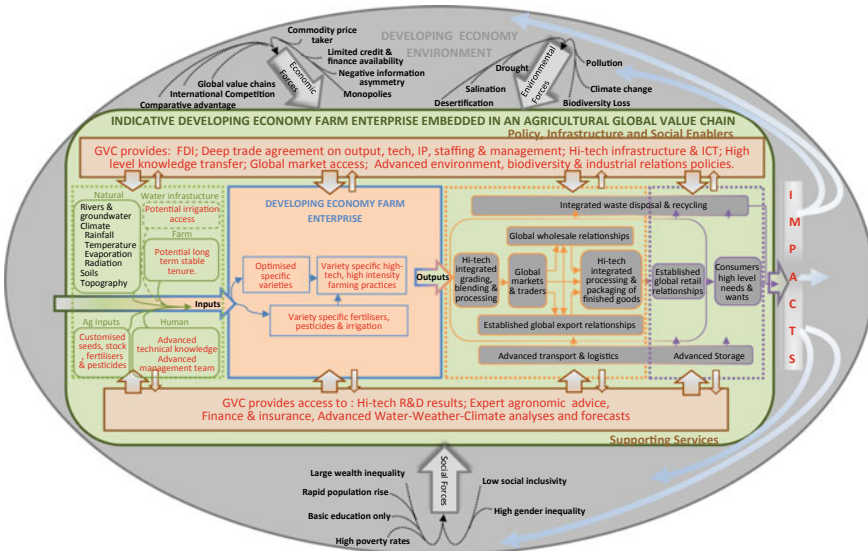 DEVELOPING ECONOMY
ENVIRONMENT
Commodity price
taker
Limited credit &
finance availability
Negative information
asymmetry
Monopolies
Global value chains
International Competition
Comparative advantage
Economic
Forces
Drought
Salination
Desertification
Environmental
Forces
Pollution
Climate change
Biodiversity Loss
INDICATIVE DEVELOPING ECONOMY FARM ENTERPRISE EMBEDDED IN AN AGRICULTURAL GLOBAL VALUE CHAIN
Policy, Infrastructure and Social Enablers
GVC provides: FDI; Deep trade agreement on output, tech, IP, staffing & management; Hi-tech infrastructure & ICT; High
level knowledge transfer; Global market access; Advanced environment, biodiversity & industrial relations policies.
Natural
Rivers &
groundwater
Climate
Rainfall
Temperature
Evaporation
Radiation
Soils
Topography
Water infrastucture
Potential irrigation
access
Farm
Potential long
term stable
tenure.
Inputs
Ag Inputs
Customised
seeds, stock
, fertilisers
& pesticides
Human
Advanced
technical knowledge
Advanced
management team
DEVELOPING ECONOMY FARM
ENTERPRISE
Optimised
specific
varieties
Variety specific high-
tech, high intensity
farming practices
Variety specific fertilisers,
pesticides & irrigation
Outputs
Integrated waste disposal & recycling
Global wholesale relationships
Hi-tech
integrated
grading,
blending &
processing
Global
markets
& traders
Hi-tech
integrated
processing &
packaging of
finished goods
Established
global retail
relationships
Consumers
high level
needs &
wants
Established global export relationships
Advanced transport & logistics
Advanced Storage
IMPACTS
GVC provides access to : Hi-tech R&D results; Expert agronomic advice,
Finance & insurance, Advanced Water-Weather-Climate analyses and forecasts
Supporting Services
Social Forces
Large wealth inequality
Rapid population rise
Basic education only
High poverty rates
Low social inclusivity
High gender inequality